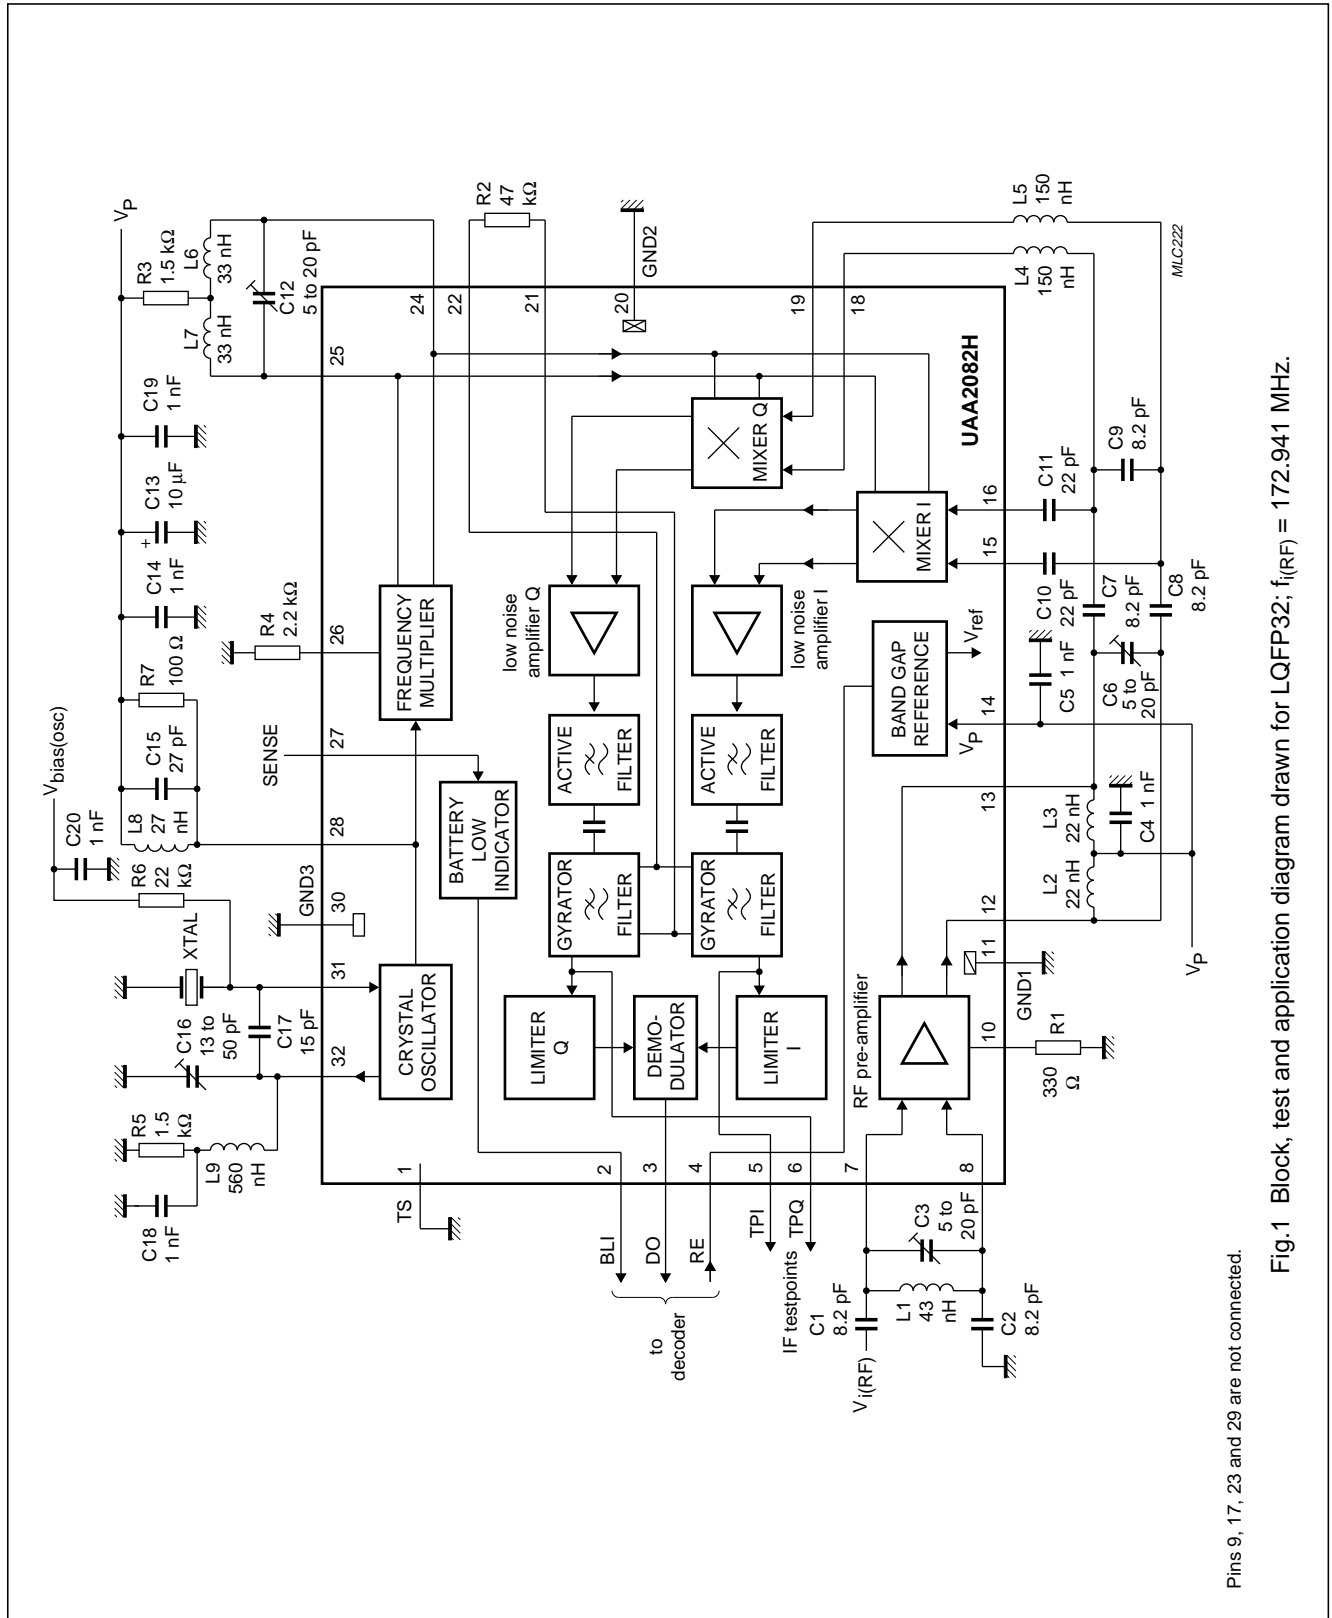 Vbias(osc)
VP
C20
1 nF
L8
27
nH
R6
22
kΩ
C15
27 pF
R7
100 Ω
C14
1 nF
+
C13
10 µF
C19
1 nF
R3
1.5 kΩ
L7
33 nH
L6
33 nH
C12
5 to 20 pF
C18
1 nF
R5
1.5
kΩ
L9
560
nH
C16
13 to
50 pF
C17
15 pF
XTAL
GND3
SENSE
R4
2.2 kΩ
R2
47
kΩ
GND2
32
31
30
28
27
26
25
24
22
21
20
19
18
TS
1
CRYSTAL
OSCILLATOR
BATTERY
LOW
INDICATOR
FREQUENCY
MULTIPLIER
BLI
DO
RE
to
decoder
TPI
TPQ
IF testpoints
2
3
4
5
6
7
8
LIMITER
Q
DEMO-
DULATOR
LIMITER
I
GYRATOR
FILTER
GYRATOR
FILTER
ACTIVE
FILTER
ACTIVE
FILTER
low noise
amplifier Q
low noise
amplifier I
MIXER Q
MIXER I
UAA2082H
BAND GAP
REFERENCE
VP
Vref
RF pre-amplifier
Vi(RF)
C1
8.2 pF
L1
43
nH
C3
5 to
20 pF
C2
8.2 pF
10
11
12
13
14
15
16
330
Ω
R1
GND1
L2
22 nH
L3
22 nH
C4 1 nF
VP
C5 1 nF
C6
5 to
20 pF
C7
8.2 pF
C8
8.2 pF
C10
22 pF
C11
22 pF
C9
8.2 pF
L4
150
nH
L5
150
nH
MLC222
Pins 9, 17, 23 and 29 are not connected.
Fig.1 Block, test and application diagram drawn for LQFP32; fi(RF) = 172.941 MHz.